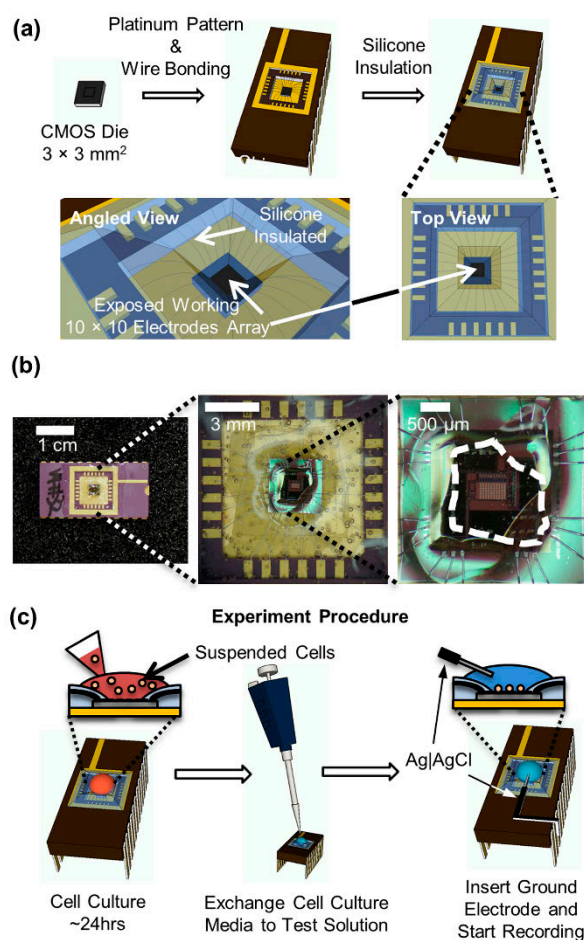 (a)
Platinum Pattern
&
Wire Bonding
Silicone
Insulation
CMOS Die
3 × 3 mm²
Angled View
Silicone
Insulated
Exposed Working
10 × 10 Electrodes Array
Top View
(b)
1 cm
3 mm
500 μm
(c)
Experiment Procedure
Suspended Cells
Ag|AgCl
Cell Culture
~24hrs
Exchange Cell Culture
Media to Test Solution
Insert Ground
Electrode and
Start Recording